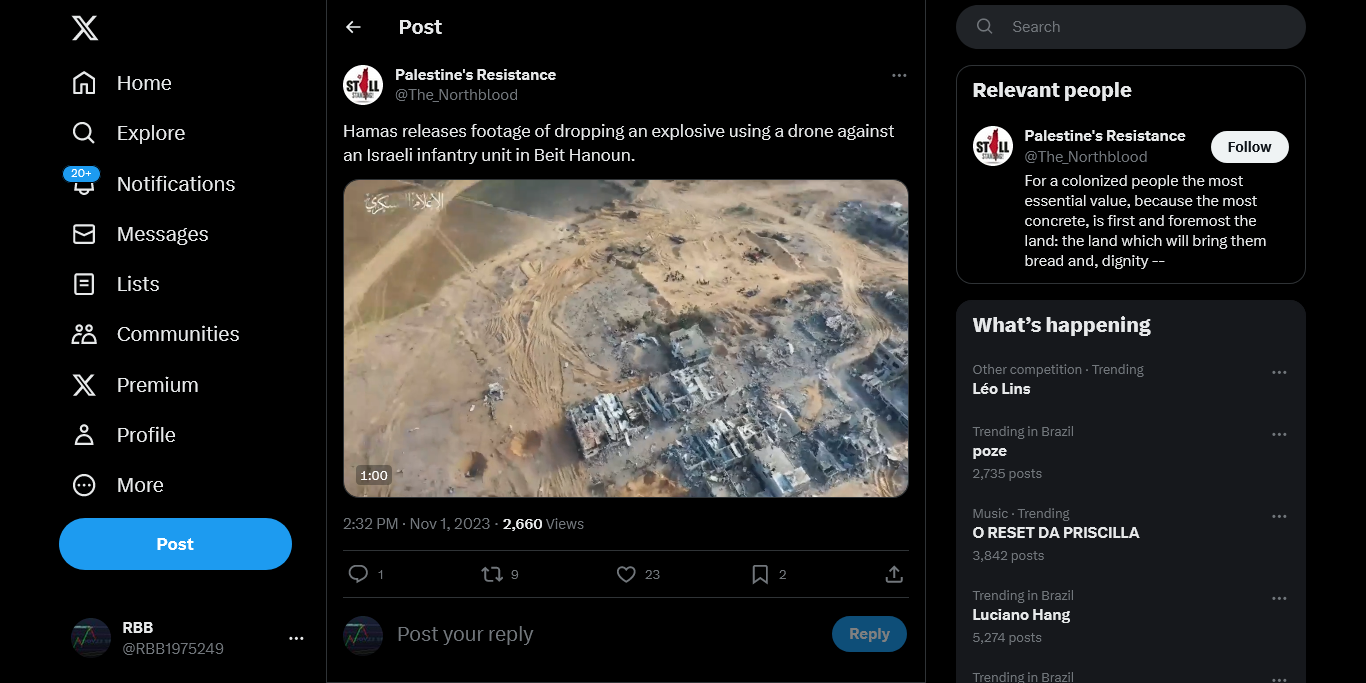 Home
Explore
20+
Notifications
Messages
Lists
Communities
Premium
Profile
More
Post
RBB
@RBB1975249
Post
STILL
STANDING!
Palestine's Resistance
@The_Northblood
Hamas releases footage of dropping an explosive using a drone against
an Israeli infantry unit in Beit Hanoun.
الإعلام العسكري
1:00
2:32 PM · Nov 1, 2023 · 2,660 Views
1
9
23
2
Post your reply
Reply
Search
Relevant people
STILL
STANDING!
Palestine's Resistance
@The_Northblood
Follow
For a colonized people the most
essential value, because the most
concrete, is first and foremost the
land: the land which will bring them
bread and, dignity --
What's happening
Other competition · Trending
Léo Lins
Trending in Brazil
poze
2,735 posts
Music · Trending
O RESET DA PRISCILLA
3,842 posts
Trending in Brazil
Luciano Hang
5,274 posts
Trending in Brazil